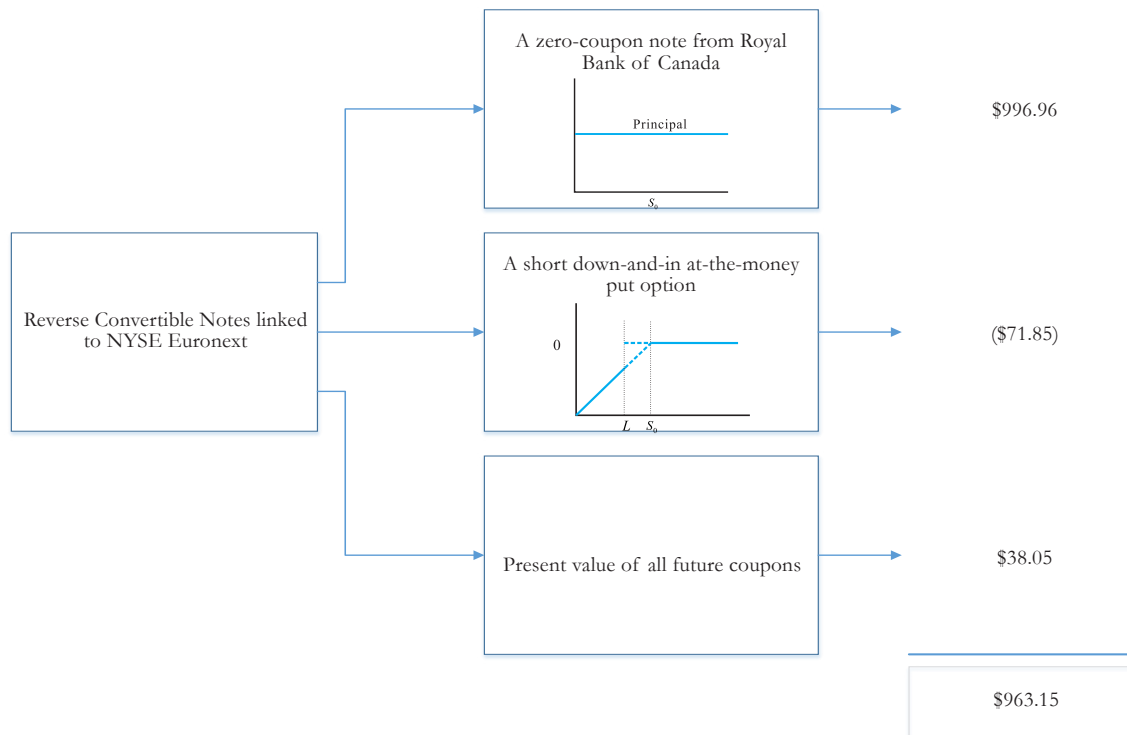 A zero-coupon note from Royal
Bank of Canada
Principal
S₀
$996.96
Reverse Convertible Notes linked
to NYSE Euronext
A short down-and-in at-the-money
put option
0
L S₀
($71.85)
Present value of all future coupons
$38.05
$963.15